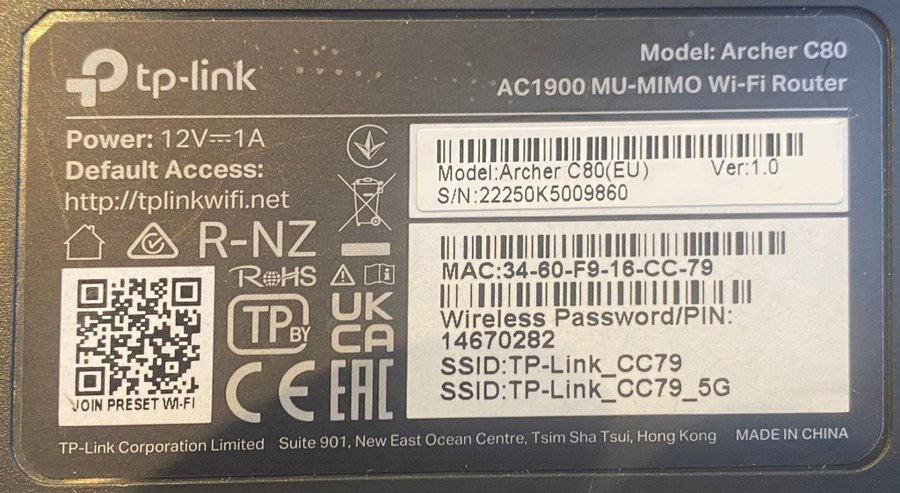 tp-link
Model: Archer C80
AC1900 MU-MIMO Wi-Fi Router
Power: 12V⎓1A
Default Access:
http://tplinkwifi.net
R-NZ
RoHS
TP BY
UK
CA
CE
EAC
JOIN PRESET WI-FI
Model:Archer C80(EU) Ver:1.0
S/N:22250K5009860
MAC:34-60-F9-16-CC-79
Wireless Password/PIN:
14670282
SSID:TP-Link_CC79
SSID:TP-Link_CC79_5G
TP-Link Corporation Limited Suite 901, New East Ocean Centre, Tsim Sha Tsui, Hong Kong MADE IN CHINA